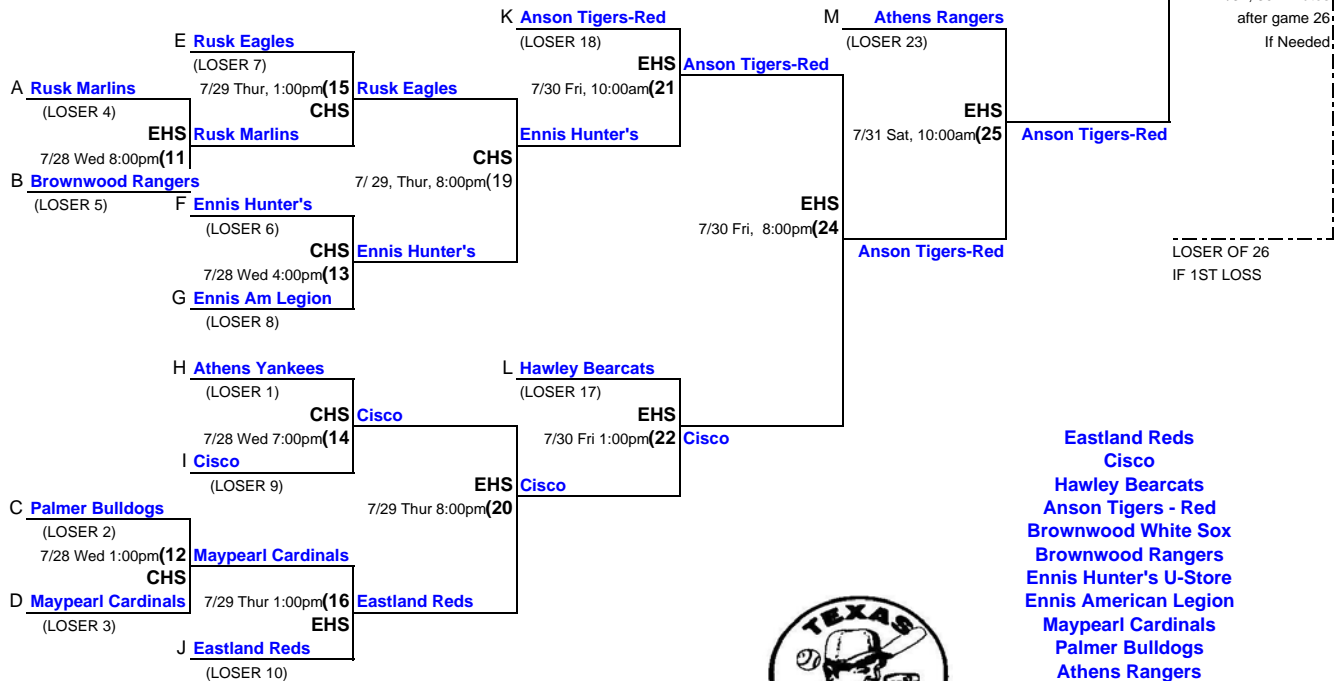 K Anson Tigers-Red
M Athens Rangers
after game 26
E Rusk Eagles
(LOSER 18)
(LOSER 23)
If Needed
(LOSER 7)
EHS Anson Tigers-Red
A Rusk Marlins
7/29 Thur, 1:00pm(15 Rusk Eagles
7/30 Fri, 10:00am(21
(LOSER 4)
CHS
EHS
EHS Rusk Marlins
Ennis Hunter's
7/31 Sat, 10:00am(25 Anson Tigers-Red
7/28 Wed 8:00pm(11
CHS
B Brownwood Rangers
7/ 29, Thur, 8:00pm(19
(LOSER 5)
F Ennis Hunter's
EHS
(LOSER 6)
7/30 Fri, 8:00pm(24
CHS Ennis Hunter's
Anson Tigers-Red
LOSER OF 26
7/28 Wed 4:00pm(13
IF 1ST LOSS
G Ennis Am Legion
(LOSER 8)
H Athens Yankees
L Hawley Bearcats
(LOSER 1)
(LOSER 17)
CHS Cisco
EHS
7/28 Wed 7:00pm(14
7/30 Fri 1:00pm(22 Cisco
Eastland Reds
I Cisco
Cisco
(LOSER 9)
EHS Cisco
Hawley Bearcats
C Palmer Bulldogs
7/29 Thur 8:00pm(20
Anson Tigers - Red
(LOSER 2)
Brownwood White Sox
7/28 Wed 1:00pm(12 Maypearl Cardinals
Brownwood Rangers
CHS
Ennis Hunter's U-Store
D Maypearl Cardinals
7/29 Thur 1:00pm(16 Eastland Reds
Ennis American Legion
(LOSER 3)
EHS
Maypearl Cardinals
TEXAS
J Eastland Reds
Palmer Bulldogs
(LOSER 10)
Athens Rangers